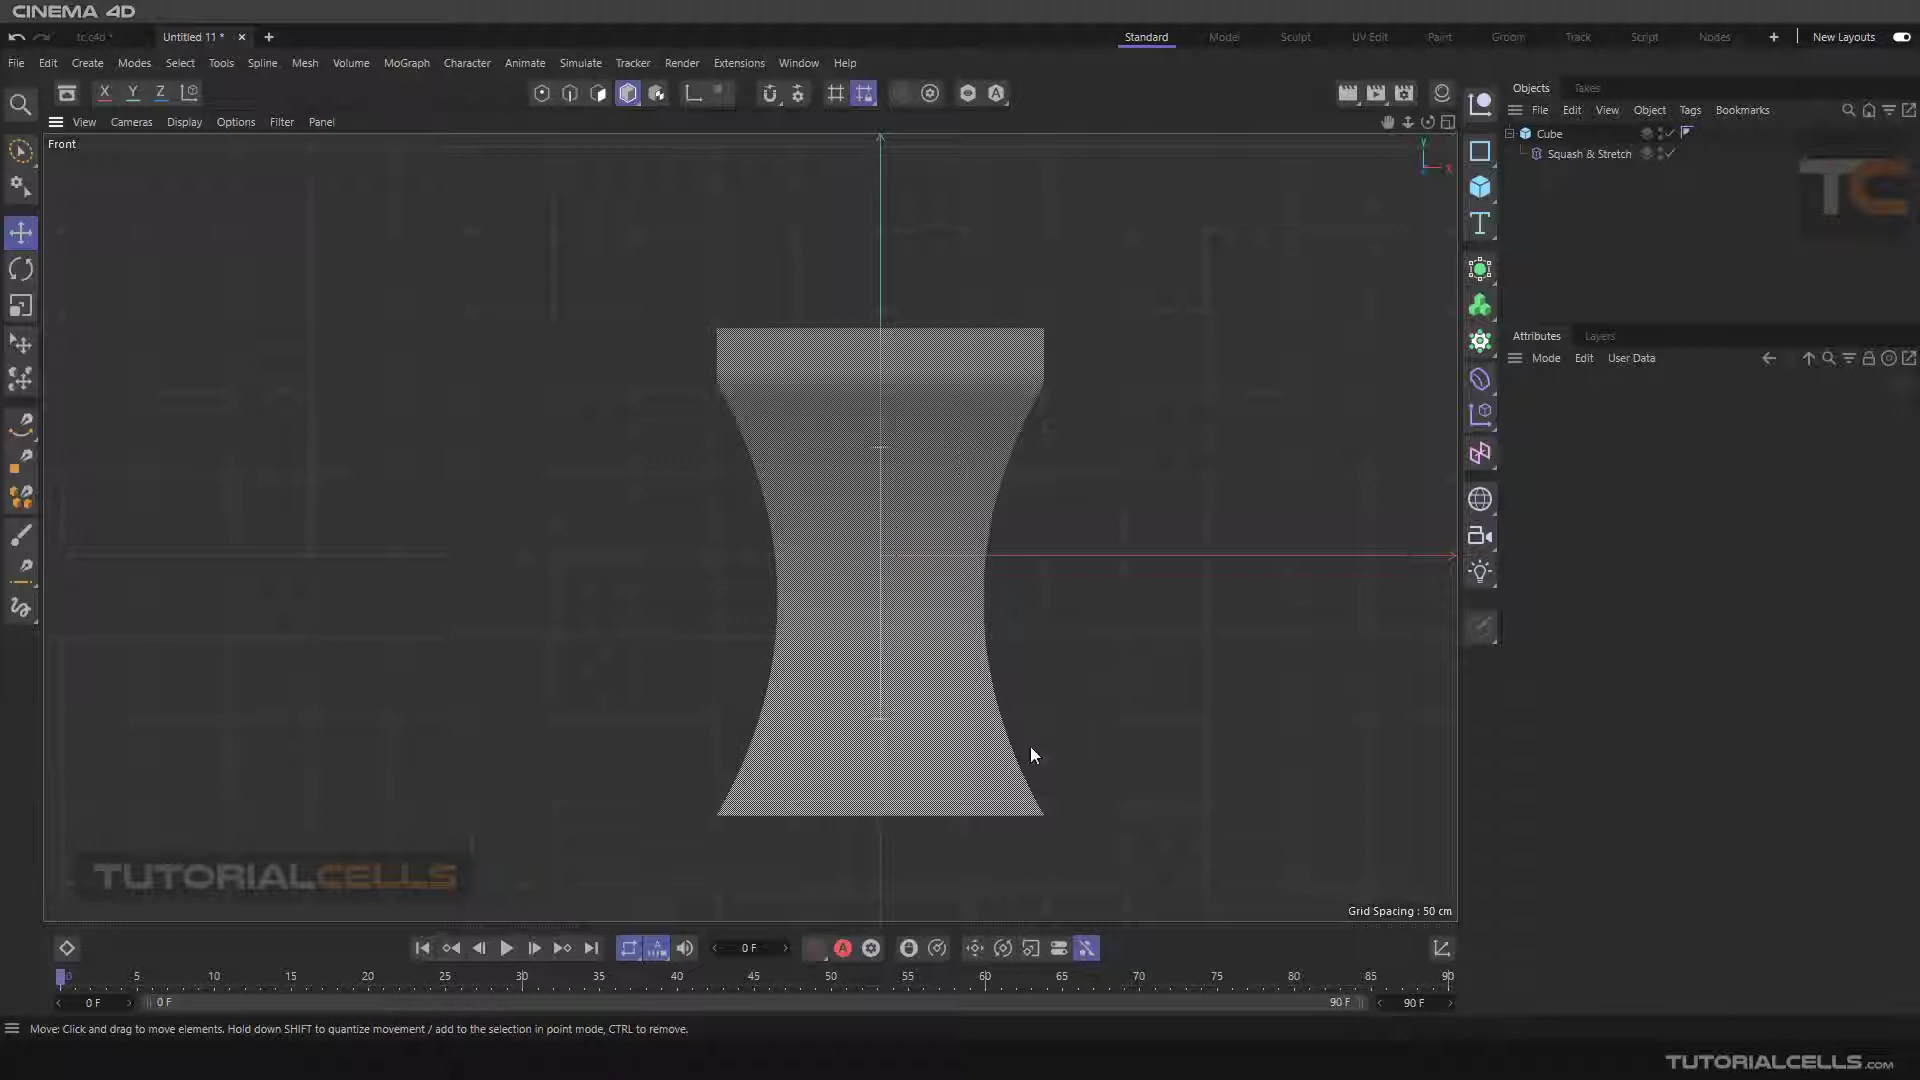 CINEMA 4D
tc.c4d *
Untitled 11 *
Standard
Model
Sculpt
UV Edit
Paint
Groom
Track
Script
Nodes
New Layouts
File Edit Create Modes Select Tools Spline Mesh Volume MoGraph Character Animate Simulate Tracker Render Extensions Window Help
X Y Z
View Cameras Display Options Filter Panel
Front
Y
X
Objects Takes
File Edit View Object Tags Bookmarks
Cube
Squash & Stretch
TC
Attributes Layers
Mode Edit User Data
TUTORIALCELLS
Grid Spacing : 50 cm
0 F
A
0 5 10 15 20 25 30 35 40 45 50 55 60 65 70 75 80 85 90
0 F
0 F
90 F
90 F
Move: Click and drag to move elements. Hold down SHIFT to quantize movement / add to the selection in point mode, CTRL to remove.
TUTORIALCELLS.com